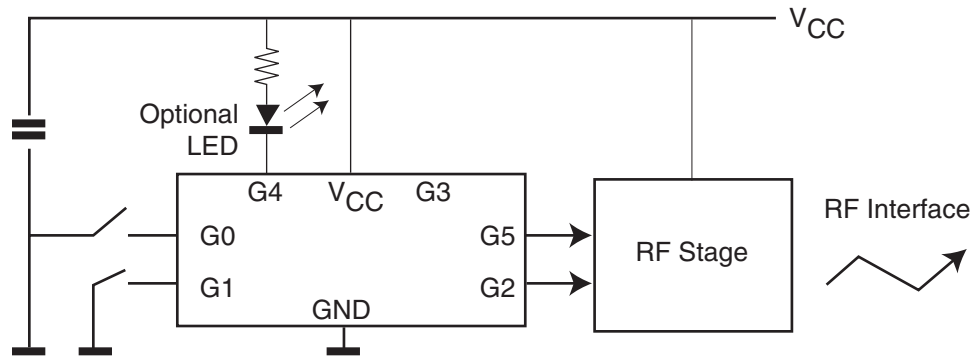 VCC
Optional
LED
G4 VCC G3
G0 G5
G1 G2
GND
RF Stage
RF Interface